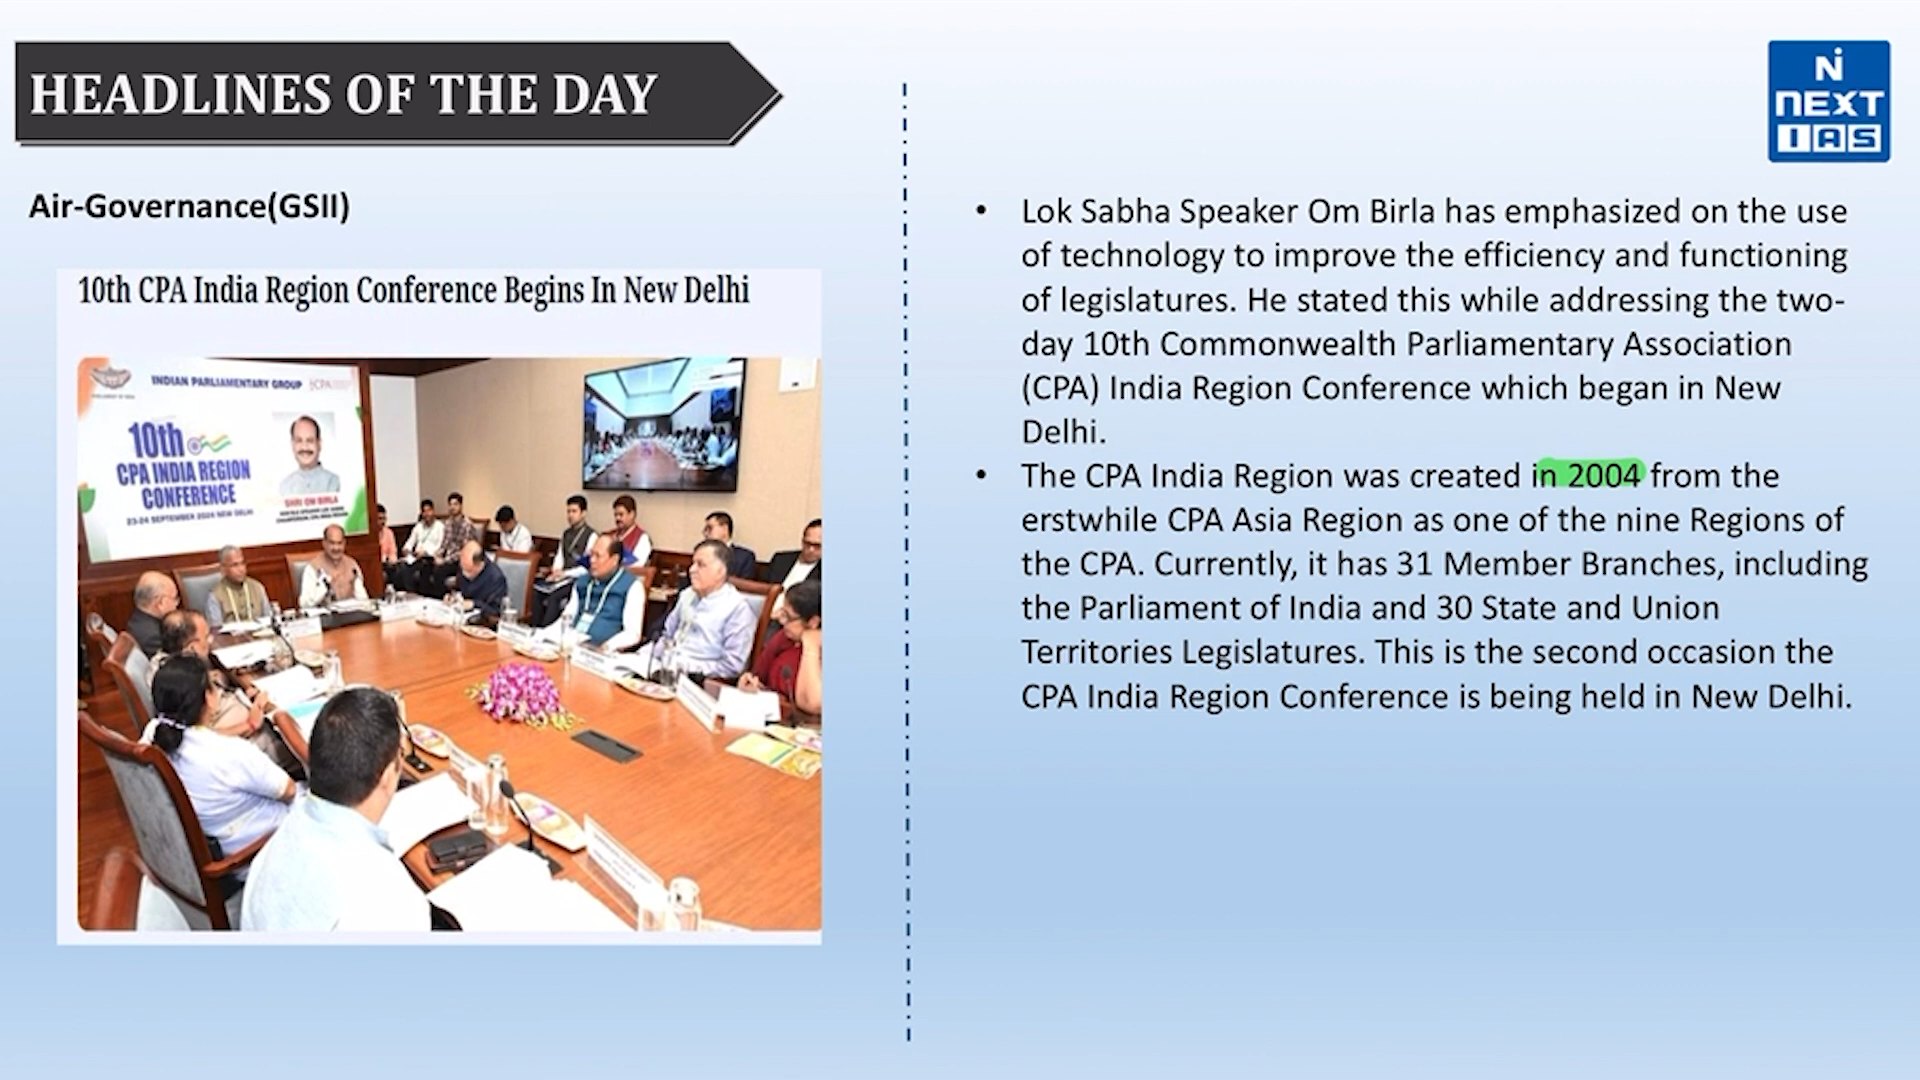 HEADLINES OF THE DAY
N
NEXT
IAS
Air-Governance(GSII)
10th CPA India Region Conference Begins In New Delhi
INDIAN PARLIAMENTARY GROUP
CPA
10th
CPA INDIA REGION
CONFERENCE
23-24 SEPTEMBER 2024 NEW DELHI
SHRI OM BIRLA
• Lok Sabha Speaker Om Birla has emphasized on the use
of technology to improve the efficiency and functioning
of legislatures. He stated this while addressing the two-
day 10th Commonwealth Parliamentary Association
(CPA) India Region Conference which began in New
Delhi.
• The CPA India Region was created in 2004 from the
erstwhile CPA Asia Region as one of the nine Regions of
the CPA. Currently, it has 31 Member Branches, including
the Parliament of India and 30 State and Union
Territories Legislatures. This is the second occasion the
CPA India Region Conference is being held in New Delhi.